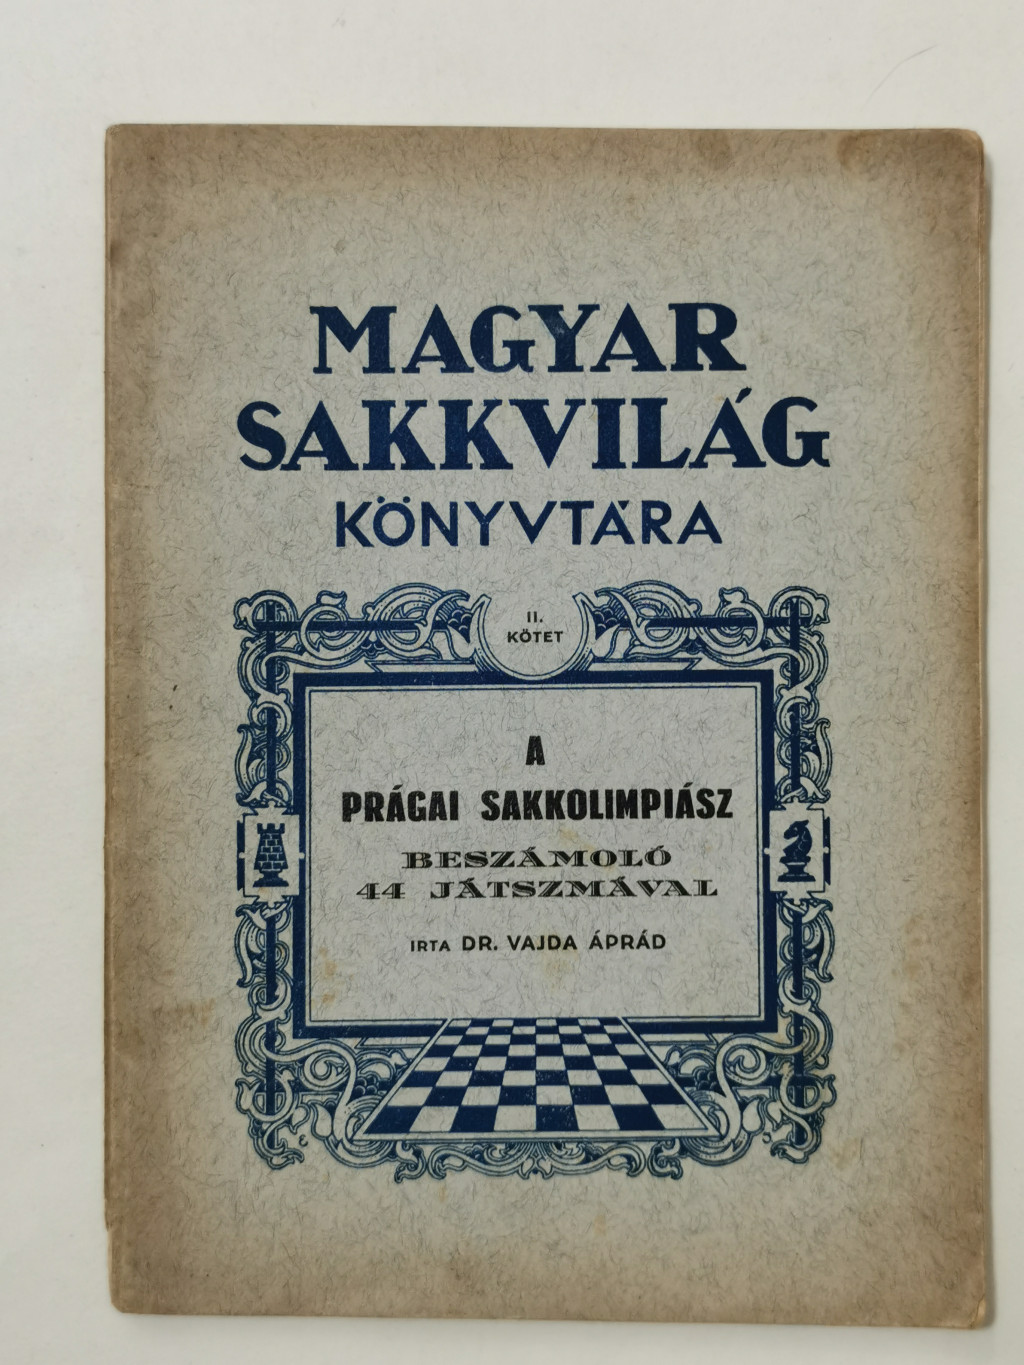 MAGYAR
SAKKVILÁG
KÖNYVTÁRA
II.
KÖTET
A
PRÁGAI SAKKOLIMPIÁSZ
BESZÁMOLÓ
44 JÁTSZMÁVAL
IRTA DR. VAJDA ÁPRÁD